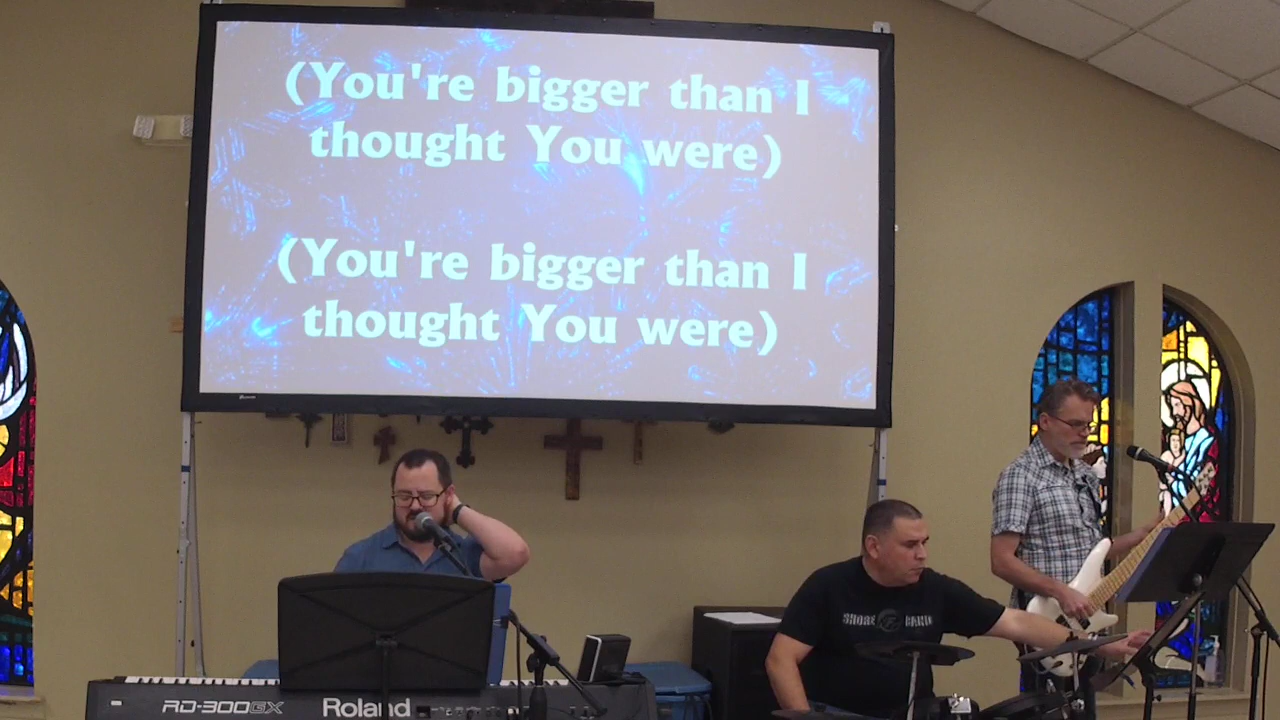 (You're bigger than I
thought You were)
(You're bigger than I
thought You were)
RD-300GX
Roland